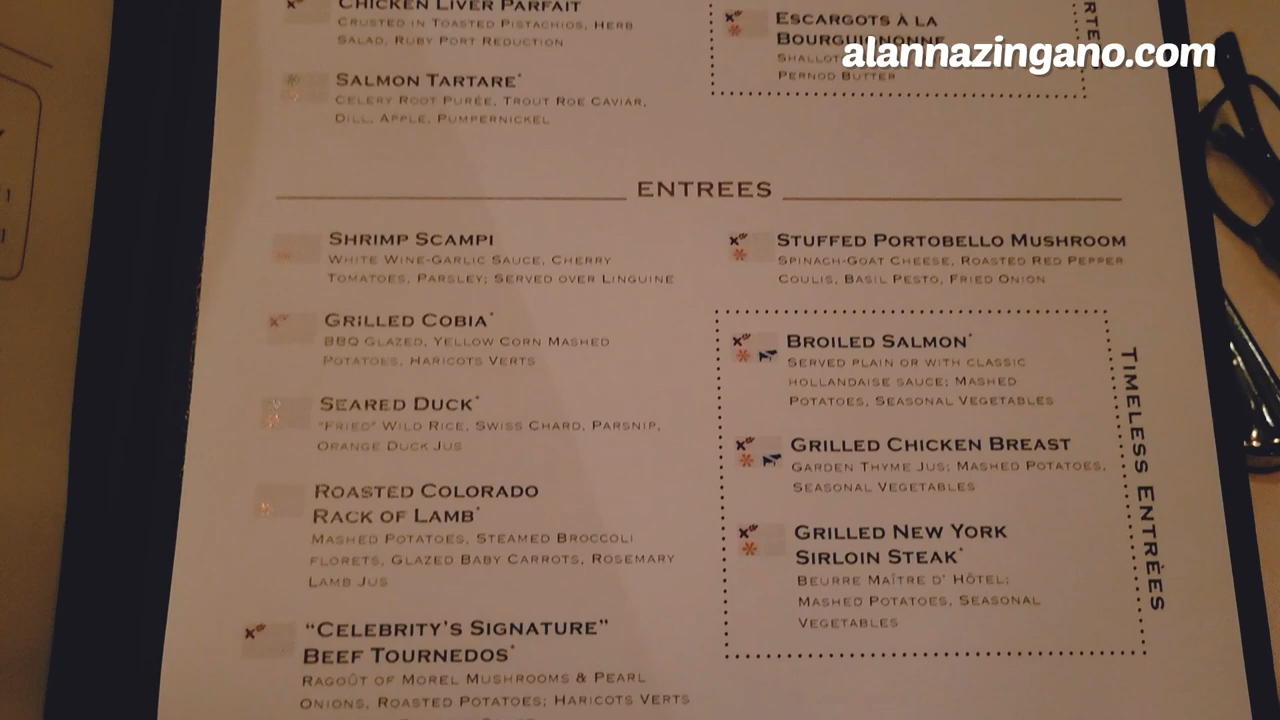 Chicken Liver Parfait
Crusted in Toasted Pistachios, Herb
Salad, Ruby Port Reduction
Salmon Tartare*
Celery Root Purée, Trout Roe Caviar,
Dill, Apple, Pumpernickel
Escargots à la
Bourguignonne
Shallot
Pernod Butter
alannazingano.com
ENTREES
Shrimp Scampi
White Wine-Garlic Sauce, Cherry
Tomatoes, Parsley; Served over Linguine
Grilled Cobia*
BBQ Glazed, Yellow Corn Mashed
Potatoes, Haricots Verts
Seared Duck*
"Fried" Wild Rice, Swiss Chard, Parsnip,
Orange Duck Jus
Roasted Colorado
Rack of Lamb*
Mashed Potatoes, Steamed Broccoli
florets, Glazed Baby Carrots, Rosemary
Lamb Jus
"Celebrity's Signature"
Beef Tournedos*
Ragoût of Morel Mushrooms & Pearl
Onions, Roasted Potatoes; Haricots Verts
Stuffed Portobello Mushroom
Spinach-Goat Cheese, Roasted Red Pepper
Coulis, Basil Pesto, Fried Onion
Broiled Salmon*
Served plain or with classic
hollandaise sauce; Mashed
Potatoes, Seasonal Vegetables
Grilled Chicken Breast
Garden Thyme Jus; Mashed Potatoes,
Seasonal Vegetables
Grilled New York
Sirloin Steak*
Beurre Maître d' Hôtel;
Mashed Potatoes, Seasonal
Vegetables
Timeless Entrèes